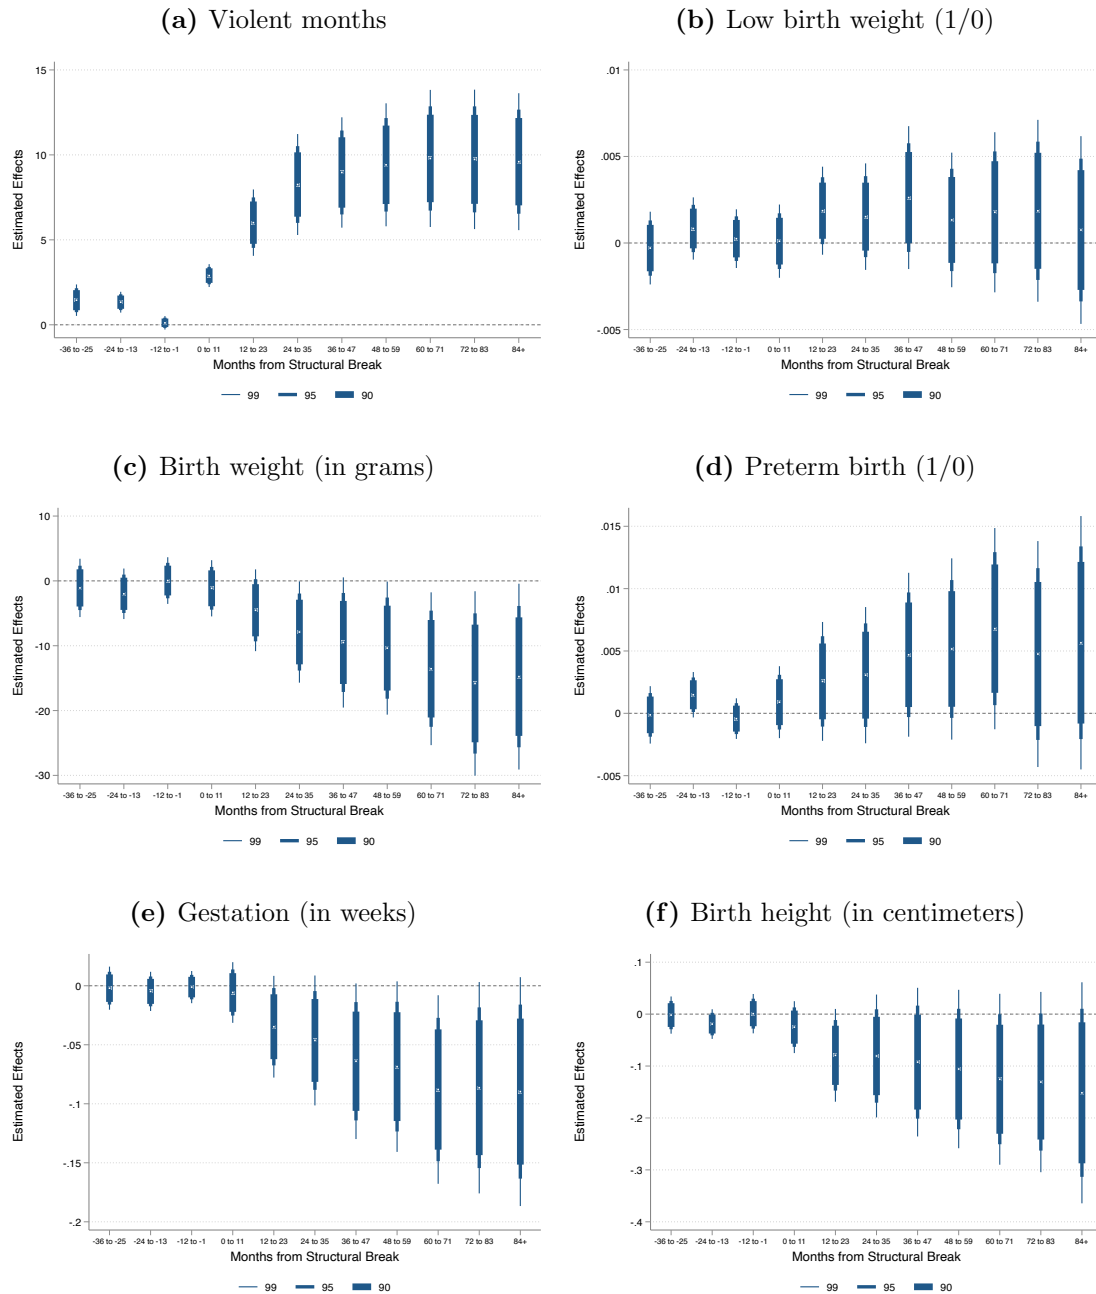 (a) Violent months
15
10
5
0
Estimated Effects
-36 to -25 -24 to -13 -12 to -1 0 to 11 12 to 23 24 to 35 36 to 47 48 to 59 60 to 71 72 to 83 84+
Months from Structural Break
99 95 90
(b) Low birth weight (1/0)
.01
.005
0
-.005
Estimated Effects
-36 to -25 -24 to -13 -12 to -1 0 to 11 12 to 23 24 to 35 36 to 47 48 to 59 60 to 71 72 to 83 84+
Months from Structural Break
99 95 90
(c) Birth weight (in grams)
10
0
-10
-20
-30
Estimated Effects
-36 to -25 -24 to -13 -12 to -1 0 to 11 12 to 23 24 to 35 36 to 47 48 to 59 60 to 71 72 to 83 84+
Months from Structural Break
99 95 90
(d) Preterm birth (1/0)
.015
.01
.005
0
-.005
Estimated Effects
-36 to -25 -24 to -13 -12 to -1 0 to 11 12 to 23 24 to 35 36 to 47 48 to 59 60 to 71 72 to 83 84+
Months from Structural Break
99 95 90
(e) Gestation (in weeks)
0
-.05
-.1
-.15
-.2
Estimated Effects
-36 to -25 -24 to -13 -12 to -1 0 to 11 12 to 23 24 to 35 36 to 47 48 to 59 60 to 71 72 to 83 84+
Months from Structural Break
99 95 90
(f) Birth height (in centimeters)
.1
0
-.1
-.2
-.3
-.4
Estimated Effects
-36 to -25 -24 to -13 -12 to -1 0 to 11 12 to 23 24 to 35 36 to 47 48 to 59 60 to 71 72 to 83 84+
Months from Structural Break
99 95 90